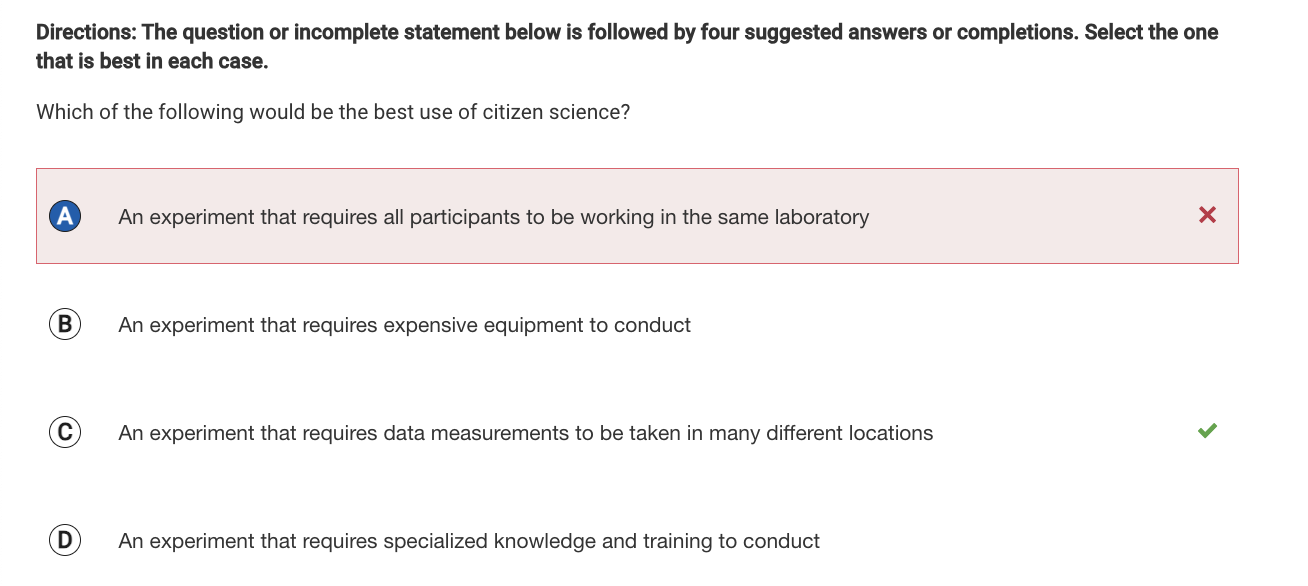 Directions: The question or incomplete statement below is followed by four suggested answers or completions. Select the one
that is best in each case.
Which of the following would be the best use of citizen science?
A An experiment that requires all participants to be working in the same laboratory
B An experiment that requires expensive equipment to conduct
C An experiment that requires data measurements to be taken in many different locations
D An experiment that requires specialized knowledge and training to conduct